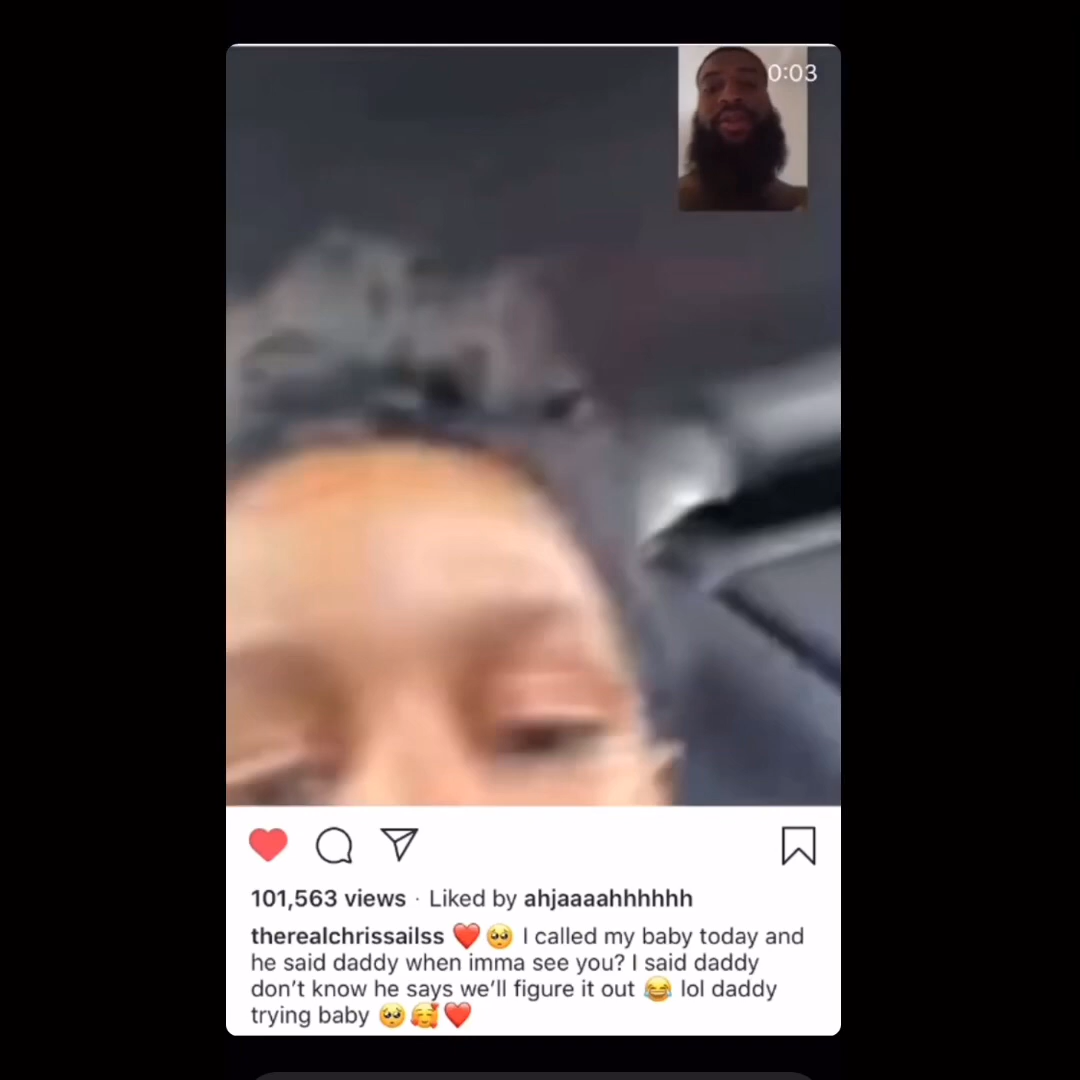 0:03
101,563 views · Liked by ahjaaaahhhhhh
therealchrissailss ❤️ 🥺 I called my baby today and
he said daddy when imma see you? I said daddy
don’t know he says we’ll figure it out 😂 lol daddy
trying baby 🥺 🥰 ❤️